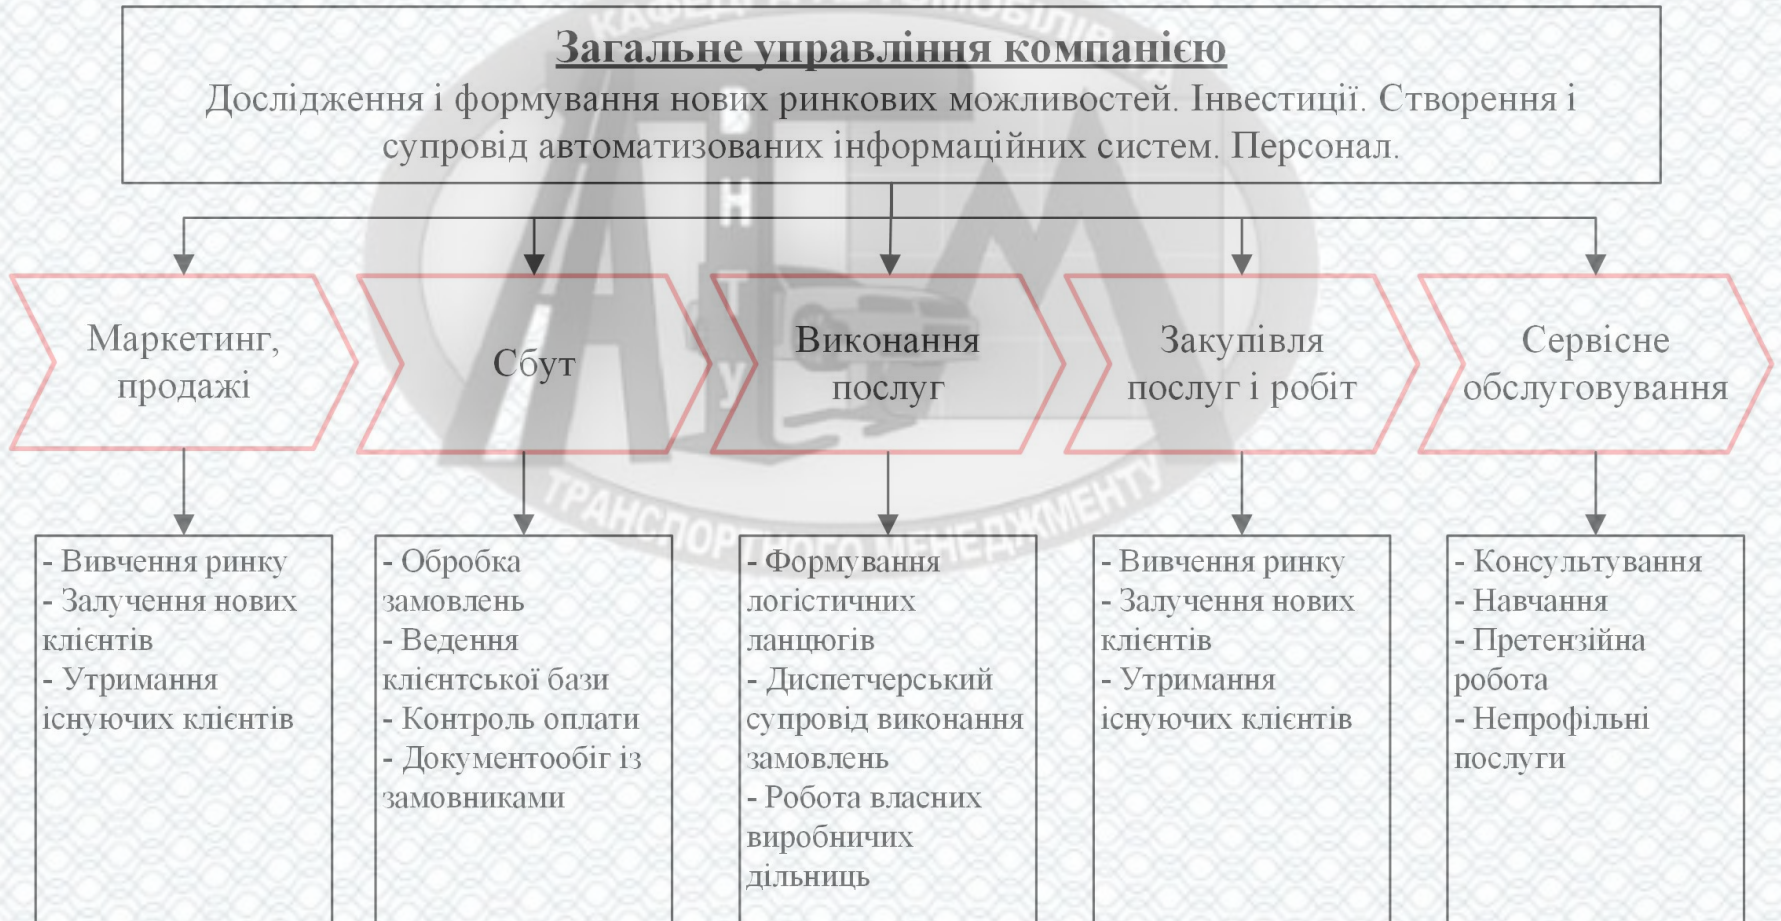 Загальне управління компанією
Дослідження і формування нових ринкових можливостей. Інвестиції. Створення і
супровід автоматизованих інформаційних систем. Персонал.
Маркетинг,
продажі
Сбут
Виконання
послуг
Закупівля
послуг і робіт
Сервісне
обслуговування
- Вивчення ринку
- Залучення нових
клієнтів
- Утримання
існуючих клієнтів
- Обробка
замовлень
- Ведення
клієнтської бази
- Контроль оплати
- Документообіг із
замовниками
- Формування
логістичних
ланцюгів
- Диспетчерський
супровід виконання
замовлень
- Робота власних
виробничих
дільниць
- Вивчення ринку
- Залучення нових
клієнтів
- Утримання
існуючих клієнтів
- Консультування
- Навчання
- Претензійна
робота
- Непрофільні
послуги
ВНТУ
ТРАНСПОРТНОГО МЕНЕДЖМЕНТУ